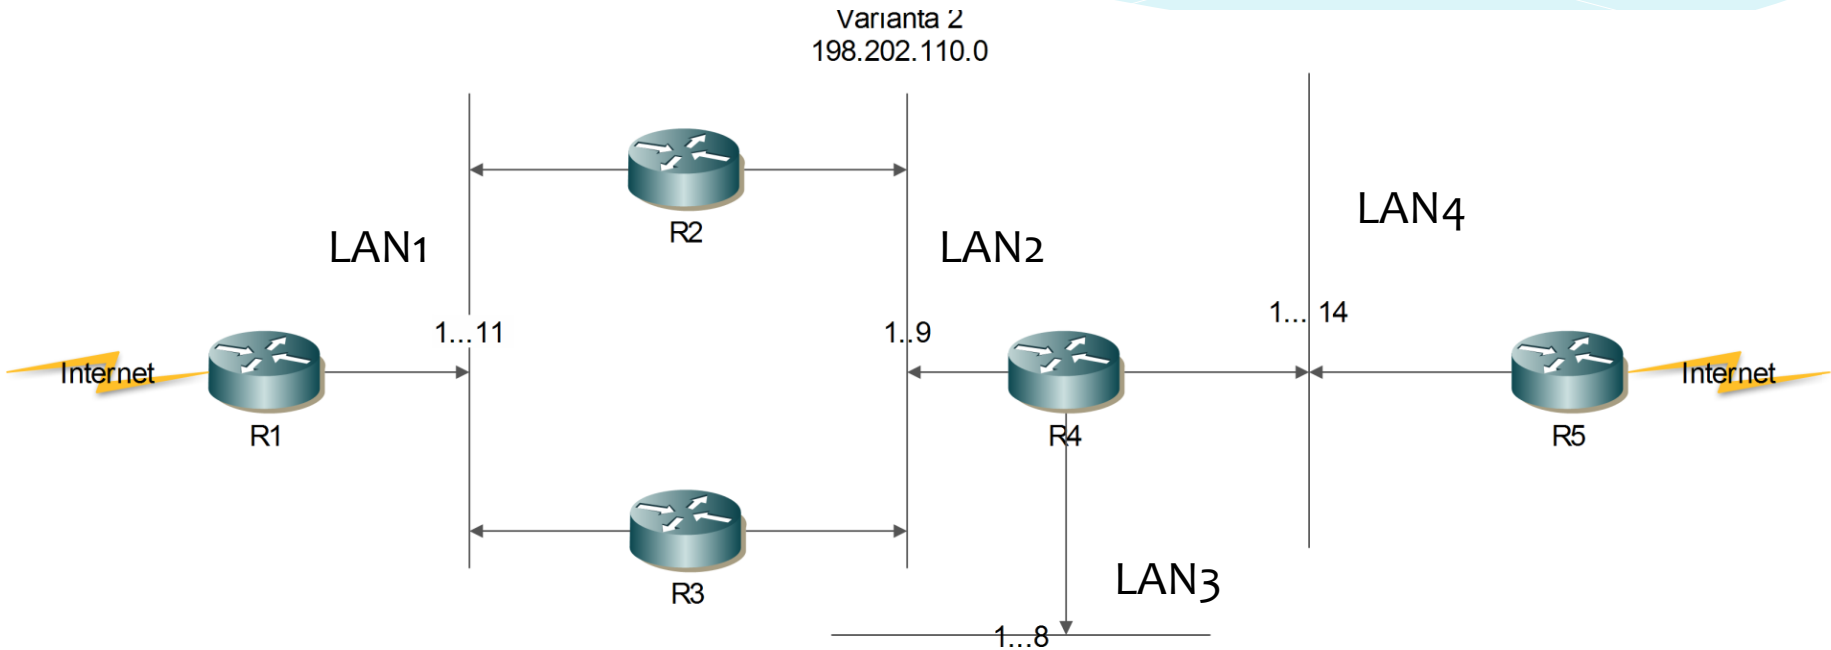 Varianta 2
198.202.110.0
R2
LAN4
LAN1
LAN2
1... 14
1...11
1..9
Internet
Internet
R1
R4
R5
LAN3
R3
1...8